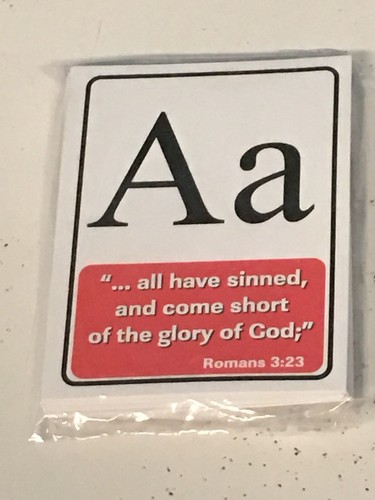 Aa
“... all have sinned,
and come short
of the glory of God;”
Romans 3:23